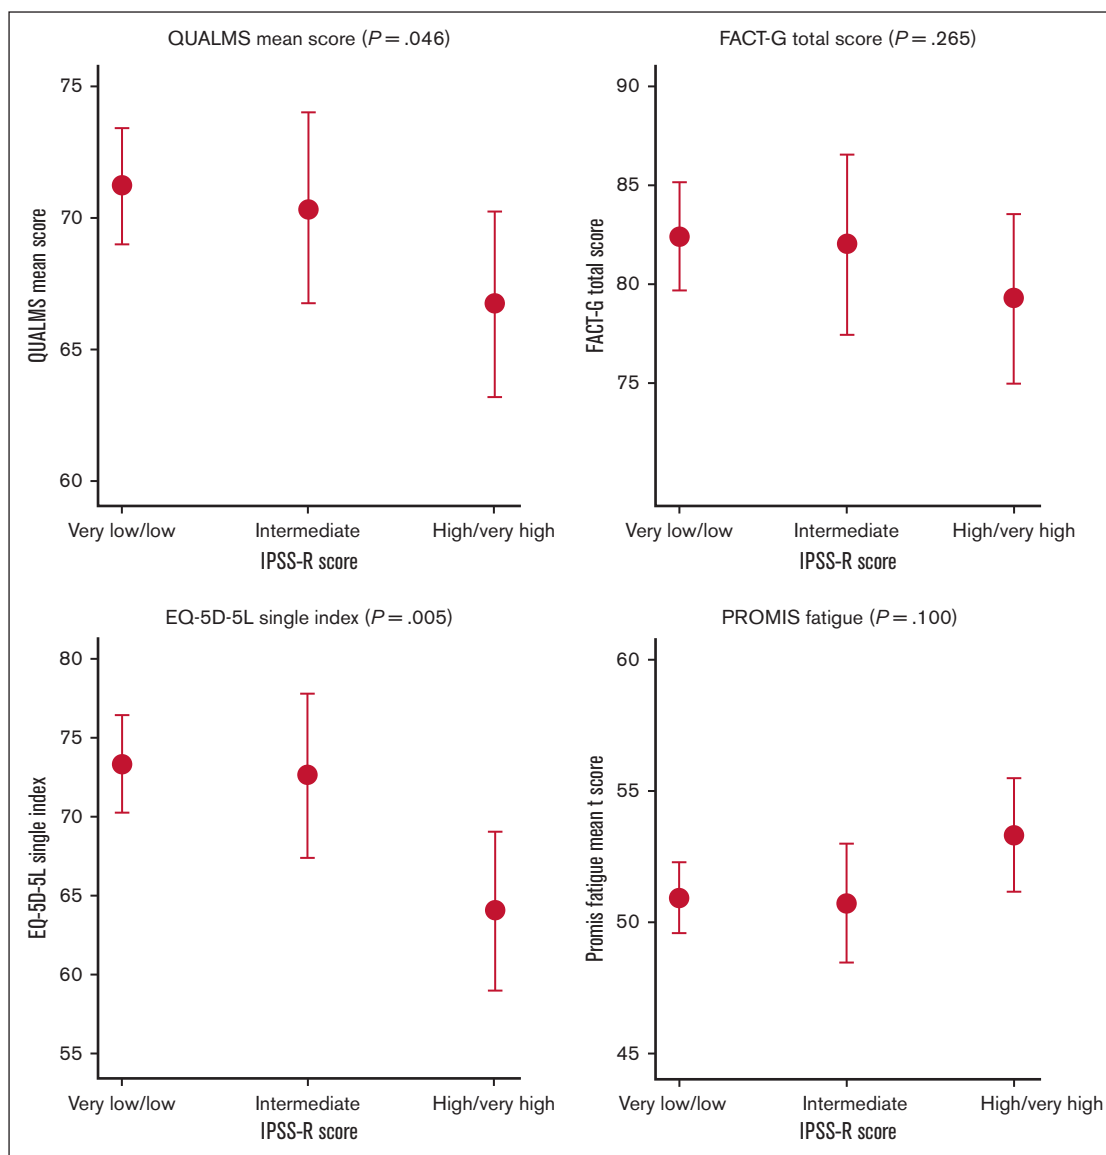 QUALMS mean score (P = .046)
75
70
65
60
QUALMS mean score
Very low/low
Intermediate
High/very high
IPSS-R score
FACT-G total score (P = .265)
90
85
80
75
FACT-G total score
Very low/low
Intermediate
High/very high
IPSS-R score
EQ-5D-5L single index (P = .005)
80
75
70
65
60
55
EQ-5D-5L single index
Very low/low
Intermediate
High/very high
IPSS-R score
PROMIS fatigue (P = .100)
60
55
50
45
Promis fatigue mean t score
Very low/low
Intermediate
High/very high
IPSS-R score